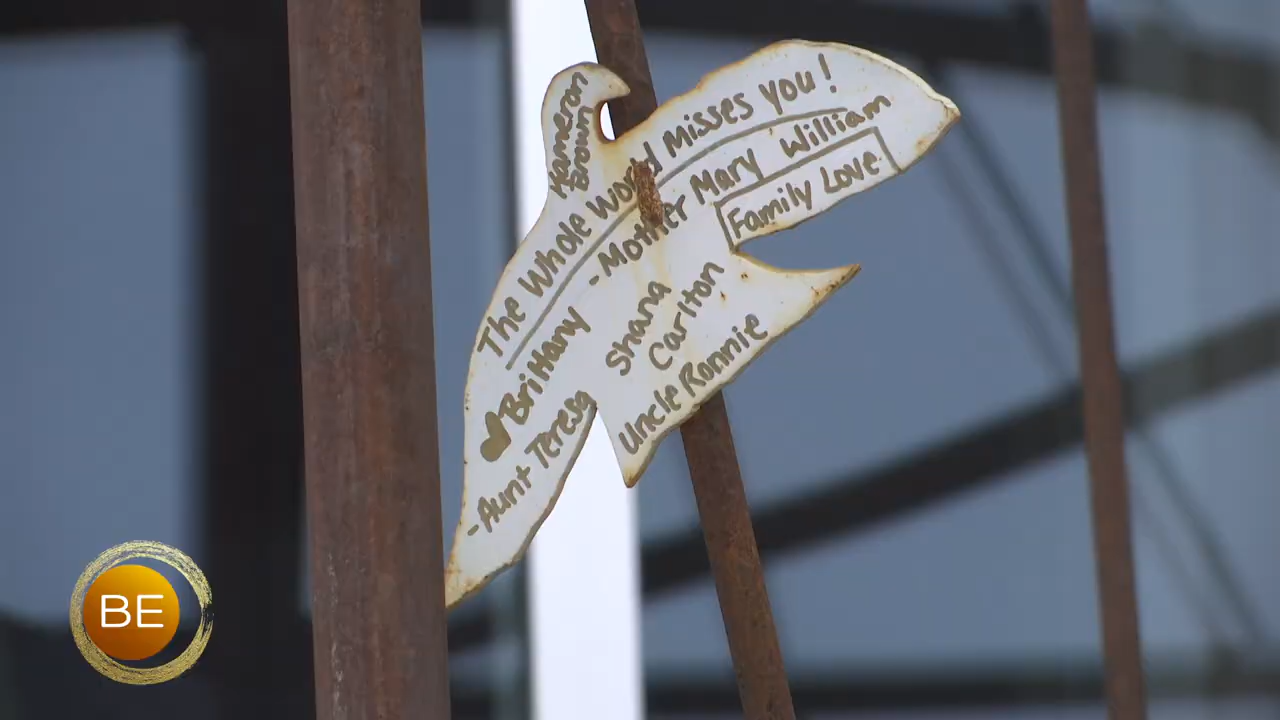 Kameron
Brown
The Whole World Misses you!
Brittany - Mother Mary William
Family Love
Shana
Carlton
- Aunt Teresa
Uncle Ronnie
BE